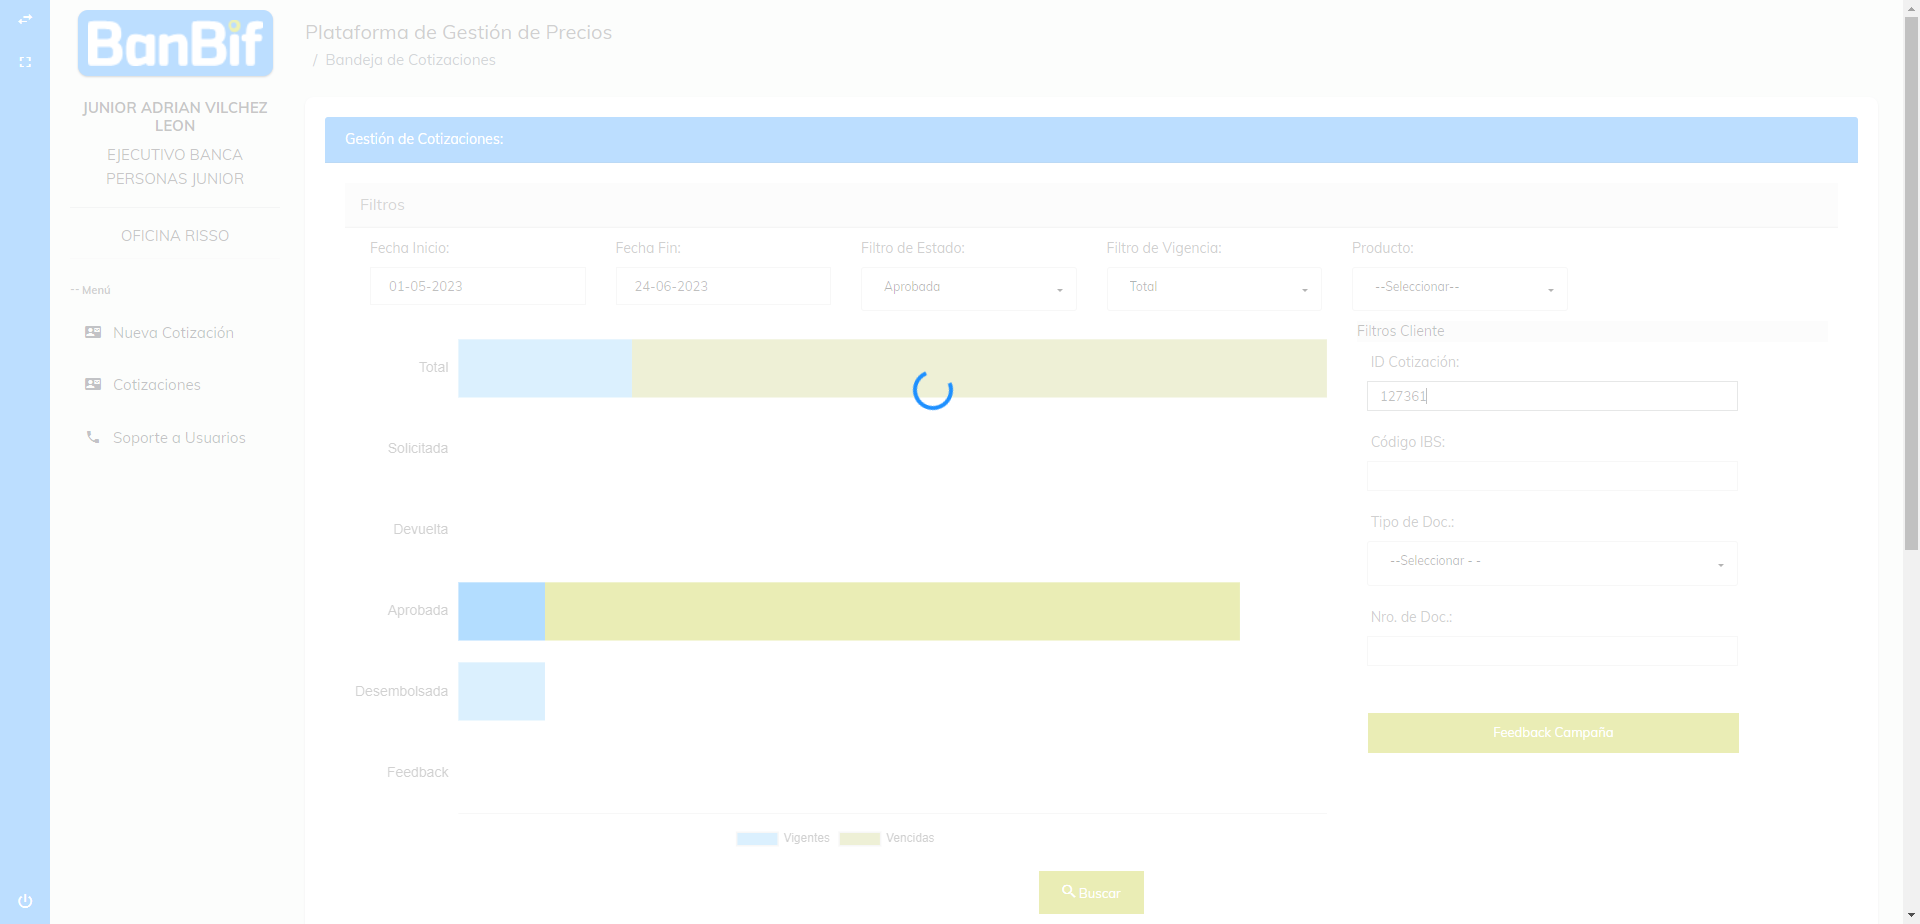 BanBif
Plataforma de Gestión de Precios
/ Bandeja de Cotizaciones
JUNIOR ADRIAN VILCHEZ
LEON
EJECUTIVO BANCA
PERSONAS JUNIOR
OFICINA RISSO
-- Menú
Nueva Cotización
Cotizaciones
Soporte a Usuarios
Gestión de Cotizaciones:
Filtros
Fecha Inicio:
01-05-2023
Fecha Fin:
24-06-2023
Filtro de Estado:
Aprobada
Filtro de Vigencia:
Total
Producto:
--Seleccionar--
Total
Solicitada
Devuelta
Aprobada
Desembolsada
Feedback
Vigentes
Vencidas
Filtros Cliente
ID Cotización:
127361
Código IBS:
Tipo de Doc.:
--Seleccionar - -
Nro. de Doc.:
Feedback Campaña
Buscar